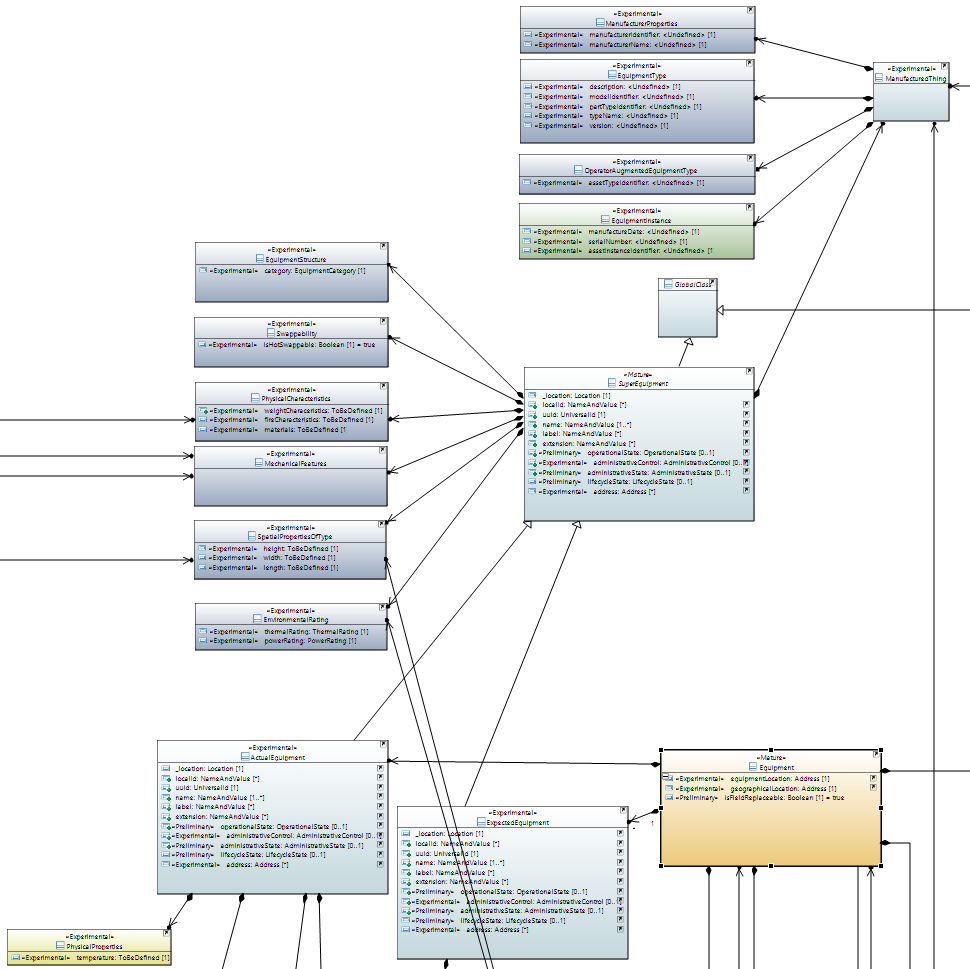 «Experimental»
ManufacturerProperties
«Experimental» manufacturerIdentifier: <Undefined> [1]
«Experimental» manufacturerName: <Undefined> [1]
«Experimental»
EquipmentType
«Experimental» description: <Undefined> [1]
«Experimental» modelIdentifier: <Undefined> [1]
«Experimental» partTypeIdentifier: <Undefined> [1]
«Experimental» typeName: <Undefined> [1]
«Experimental» version: <Undefined> [1]
«Experimental»
ManufacturedThing
«Experimental»
OperatorAugmentedEquipmentType
«Experimental» assetTypeIdentifier: <Undefined> [1]
«Experimental»
EquipmentInstance
«Experimental» manufactureDate: <Undefined> [1]
«Experimental» serialNumber: <Undefined> [1]
«Experimental» assetInstanceIdentifier: <Undefined> [1]
«Experimental»
EquipmentStructure
«Experimental» category: EquipmentCategory [1]
GlobalClass
«Experimental»
Swappability
«Experimental» isHotSwappable: Boolean [1] = true
«Experimental»
PhysicalCharacteristics
«Experimental» weightCharacteristics: ToBeDefined [1]
«Experimental» fireCharacteristics: ToBeDefined [1]
«Experimental» materials: ToBeDefined [1
«Experimental»
MechanicalFeatures
«Mature»
SuperEquipment
_location: Location [1]
localId: NameAndValue [*]
uuid: UniversalId [1]
name: NameAndValue [1..*]
label: NameAndValue [*]
extension: NameAndValue [*]
«Preliminary» operationalState: OperationalState [0..1]
«Experimental» administrativeControl: AdministrativeControl [0..
«Preliminary» administrativeState: AdministrativeState [0..1]
«Preliminary» lifecycleState: LifecycleState [0..1]
«Experimental» address: Address [*]
«Experimental»
SpatialPropertiesOfType
«Experimental» height: ToBeDefined [1]
«Experimental» width: ToBeDefined [1]
«Experimental» length: ToBeDefined [1]
«Experimental»
EnvironmentalRating
«Experimental» thermalRating: ThermalRating [1]
«Experimental» powerRating: PowerRating [1]
«Experimental»
ActualEquipment
_location: Location [1]
localId: NameAndValue [*]
uuid: UniversalId [1]
name: NameAndValue [1..*]
label: NameAndValue [*]
extension: NameAndValue [*]
«Preliminary» operationalState: OperationalState [0..1]
«Experimental» administrativeControl: AdministrativeControl [0..
«Preliminary» administrativeState: AdministrativeState [0..1]
«Preliminary» lifecycleState: LifecycleState [0..1]
«Experimental» address: Address [*]
«Mature»
Equipment
«Experimental» equipmentLocation: Address [1]
«Experimental» geographicalLocation: Address [1]
«Preliminary» isFieldReplaceable: Boolean [1] = true
1
«Experimental»
ExpectedEquipment
_location: Location [1]
localId: NameAndValue [*]
uuid: UniversalId [1]
name: NameAndValue [1..*]
label: NameAndValue [*]
extension: NameAndValue [*]
«Preliminary» operationalState: OperationalState [0..1]
«Experimental» administrativeControl: AdministrativeControl [0..
«Preliminary» administrativeState: AdministrativeState [0..1]
«Preliminary» lifecycleState: LifecycleState [0..1]
«Experimental» address: Address [*]
«Experimental»
PhysicalProperties
«Experimental» temperature: ToBeDefined [1]